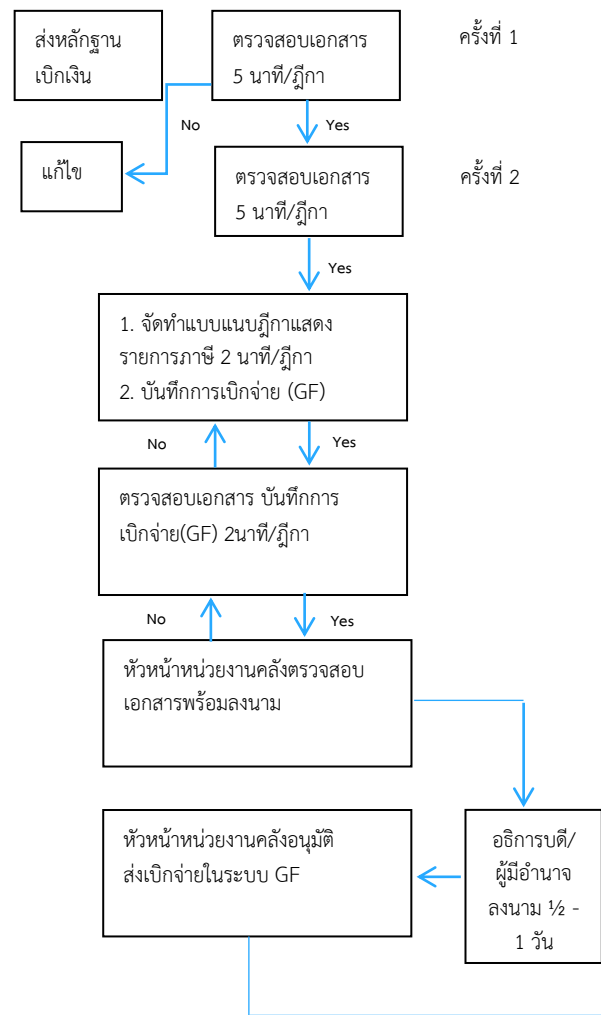 ส่งหลักฐาน
เบิกเงิน
ตรวจสอบเอกสาร
5 นาที/ฎีกา
ครั้งที่ 1
No
Yes
แก้ไข
ตรวจสอบเอกสาร
5 นาที/ฎีกา
ครั้งที่ 2
Yes
1. จัดทำแบบแนบฎีกาแสดง
รายการภาษี 2 นาที/ฎีกา
2. บันทึกการเบิกจ่าย (GF)
No
Yes
ตรวจสอบเอกสาร บันทึกการ
เบิกจ่าย(GF) 2นาที/ฎีกา
No
Yes
หัวหน้าหน่วยงานคลังตรวจสอบ
เอกสารพร้อมลงนาม
หัวหน้าหน่วยงานคลังอนุมัติ
ส่งเบิกจ่ายในระบบ GF
อธิการบดี/
ผู้มีอำนาจ
ลงนาม ½ -
1 วัน